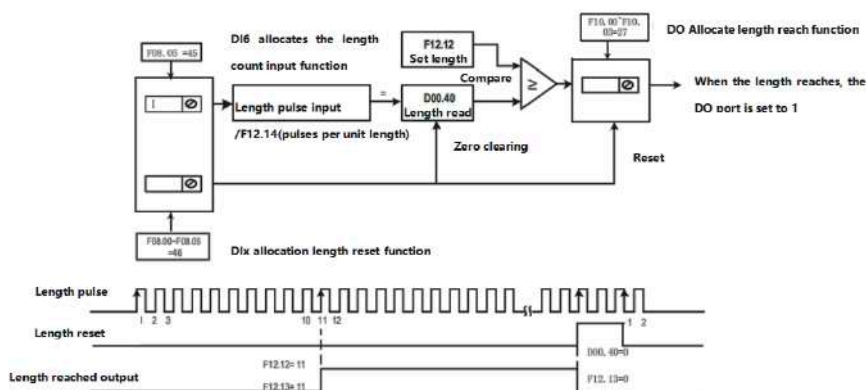 F08.05 =45
DI6 allocates the length
count input function
F12.12
Set length
F10.00~F10.
03=37
DO Allocate length reach function
Compare
Length pulse input
=
D00.40
Length read
≥
When the length reaches, the
DO port is set to 1
/F12.14(pulses per unit length)
Zero clearing
Reset
F08.00~F08.05
=46
DIx allocation length reset function
Length pulse
1 2 3 10 11 12 1 2
Length reset
D00.40=0
Length reached output
F12.12= 11
F12.13= 11
F12.13=0